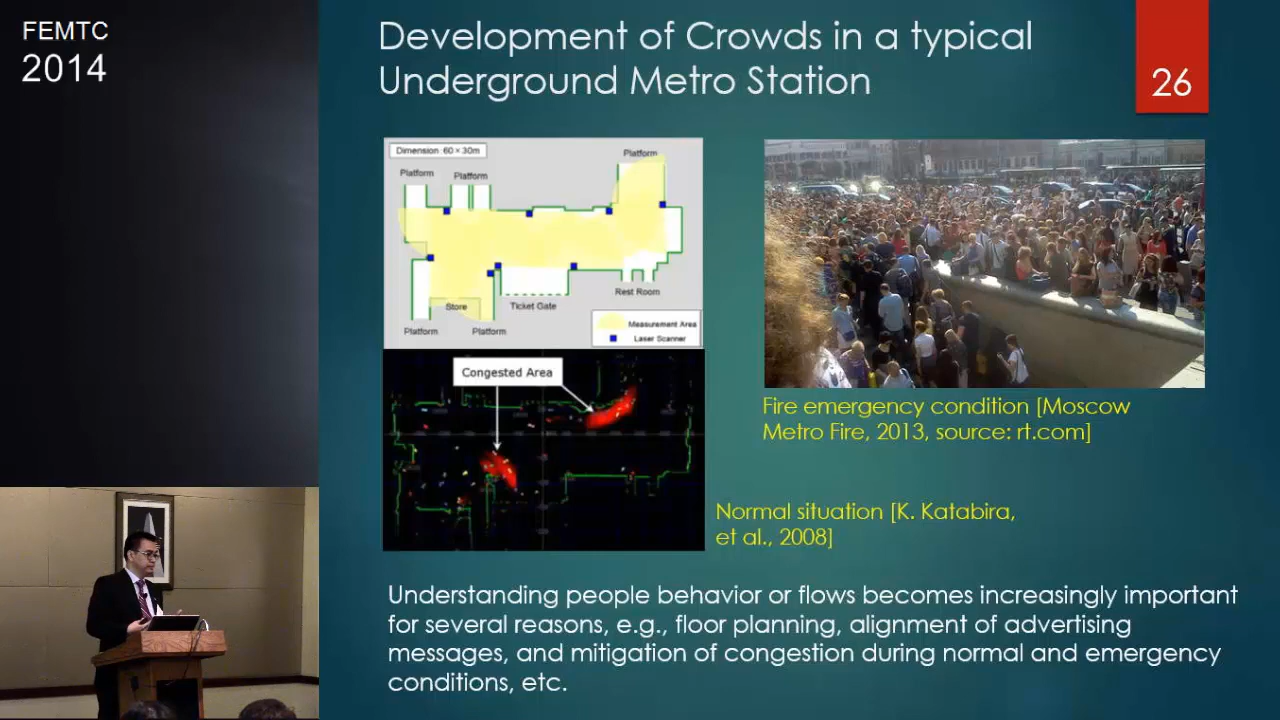 FEMTC
2014
Development of Crowds in a typical
Underground Metro Station
26
Dimension 60 × 30m
Platform
Platform
Platform
Store
Ticket Gate
Rest Room
Platform
Platform
Measurement Area
Laser Scanner
Congested Area
Fire emergency condition [Moscow
Metro Fire, 2013, source: rt.com]
Normal situation [K. Katabira,
et al., 2008]
Understanding people behavior or flows becomes increasingly important
for several reasons, e.g., floor planning, alignment of advertising
messages, and mitigation of congestion during normal and emergency
conditions, etc.